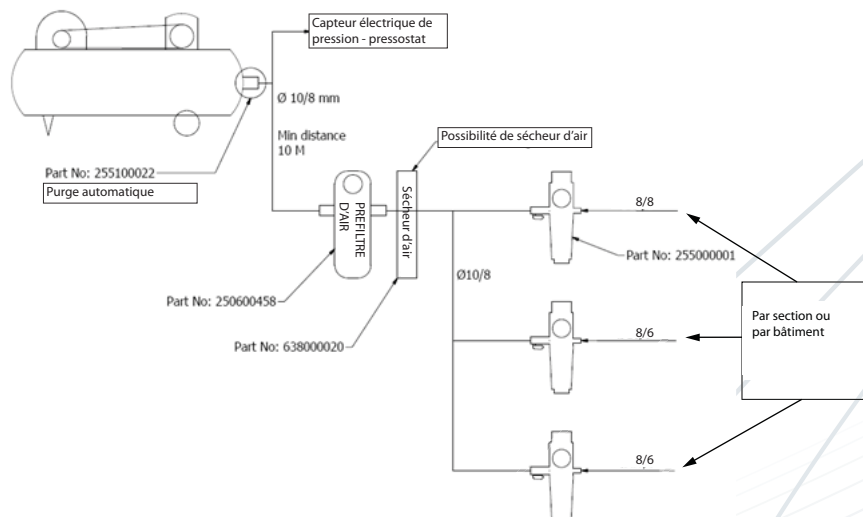 Capteur électrique de
pression - pressostat
Ø 10/8 mm
Min distance
10 M
Part No: 255100022
Purge automatique
Possibilité de sécheur d'air
PREFILTRE
D'AIR
Sécheur d'air
8/8
Part No: 255000001
Ø10/8
Part No: 250600458
Part No: 638000020
8/6
Par section ou
par bâtiment
8/6